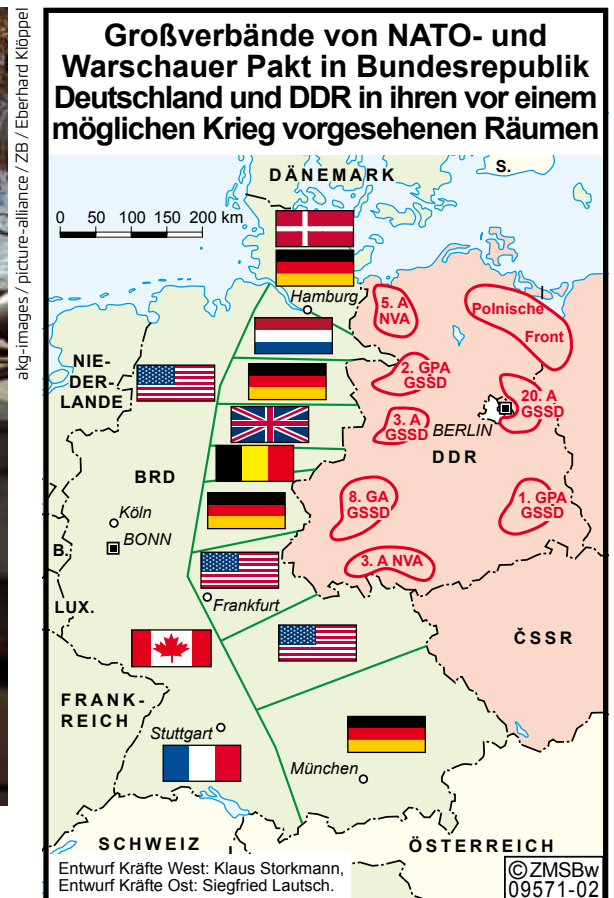 akg-images / picture-alliance / ZB / Eberhard Klöppel
Großverbände von NATO- und
Warschauer Pakt in Bundesrepublik
Deutschland und DDR in ihren vor einem
möglichen Krieg vorgesehenen Räumen
DÄNEMARK
S.
0 50 100 150 200 km
Hamburg
5. A
NVA
Polnische
Front
NIE-
DER-
LANDE
2. GPA
GSSD
20. A
GSSD
3. A
GSSD
BERLIN
DDR
BRD
Köln
BONN
8. GA
GSSD
1. GPA
GSSD
B.
3. A NVA
LUX.
Frankfurt
ČSSR
FRANK-
REICH
Stuttgart
München
SCHWEIZ
ÖSTERREICH
Entwurf Kräfte West: Klaus Storkmann,
Entwurf Kräfte Ost: Siegfried Lautsch.
©ZMSBw
09571-02